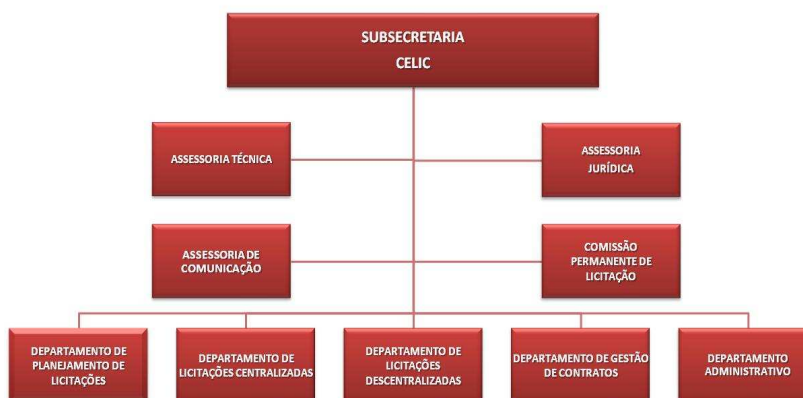 SUBSECRETARIA
CELIC
ASSESSORIA TÉCNICA
ASSESSORIA
JURÍDICA
ASSESSORIA DE
COMUNICAÇÃO
COMISSÃO
PERMANENTE DE
LICITAÇÃO
DEPARTAMENTO DE
PLANEJAMENTO DE
LICITAÇÕES
DEPARTAMENTO DE
LICITAÇÕES CENTRALIZADAS
DEPARTAMENTO DE
LICITAÇÕES
DESCENTRALIZADAS
DEPARTAMENTO DE GESTÃO
DE CONTRATOS
DEPARTAMENTO
ADMINISTRATIVO